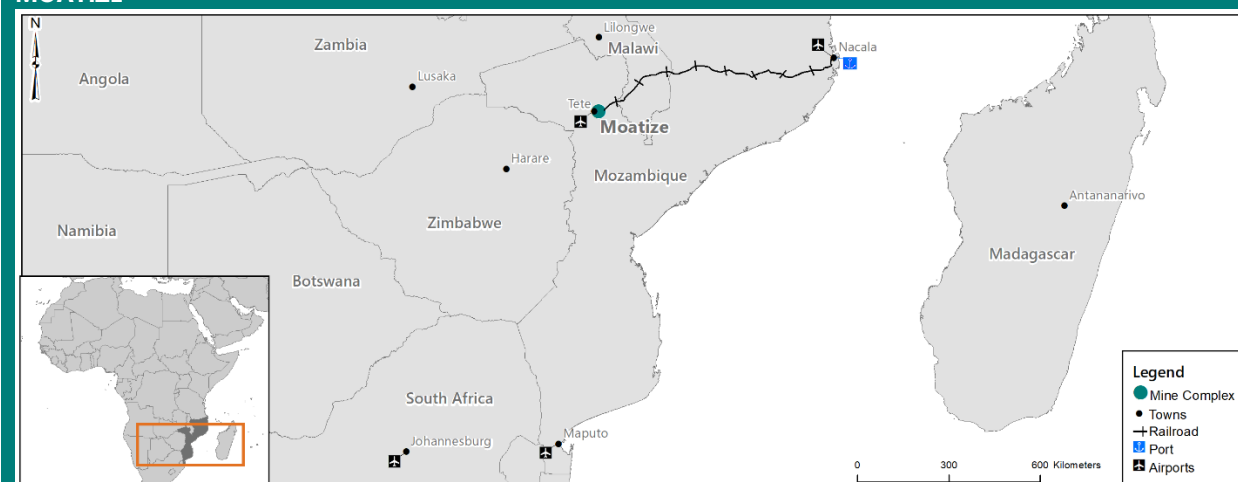 N
Zambia
Lilongwe
Malawi
Nacala
Angola
Lusaka
Tete
Moatize
Harare
Mozambique
Antananarivo
Namibia
Zimbabwe
Madagascar
Botswana
South Africa
Johannesburg
Maputo
Legend
Mine Complex
Towns
Railroad
Port
Airports
0 300 600 Kilometers